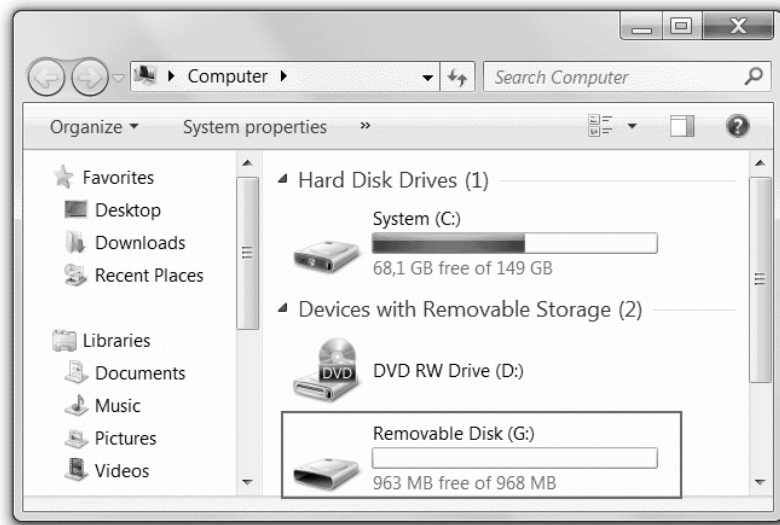 Computer
Search Computer
Organize System properties »
Favorites
Desktop
Downloads
Recent Places
Libraries
Documents
Music
Pictures
Videos
Hard Disk Drives (1)
System (C:)
68,1 GB free of 149 GB
Devices with Removable Storage (2)
DVD
DVD RW Drive (D:)
Removable Disk (G:)
963 MB free of 968 MB